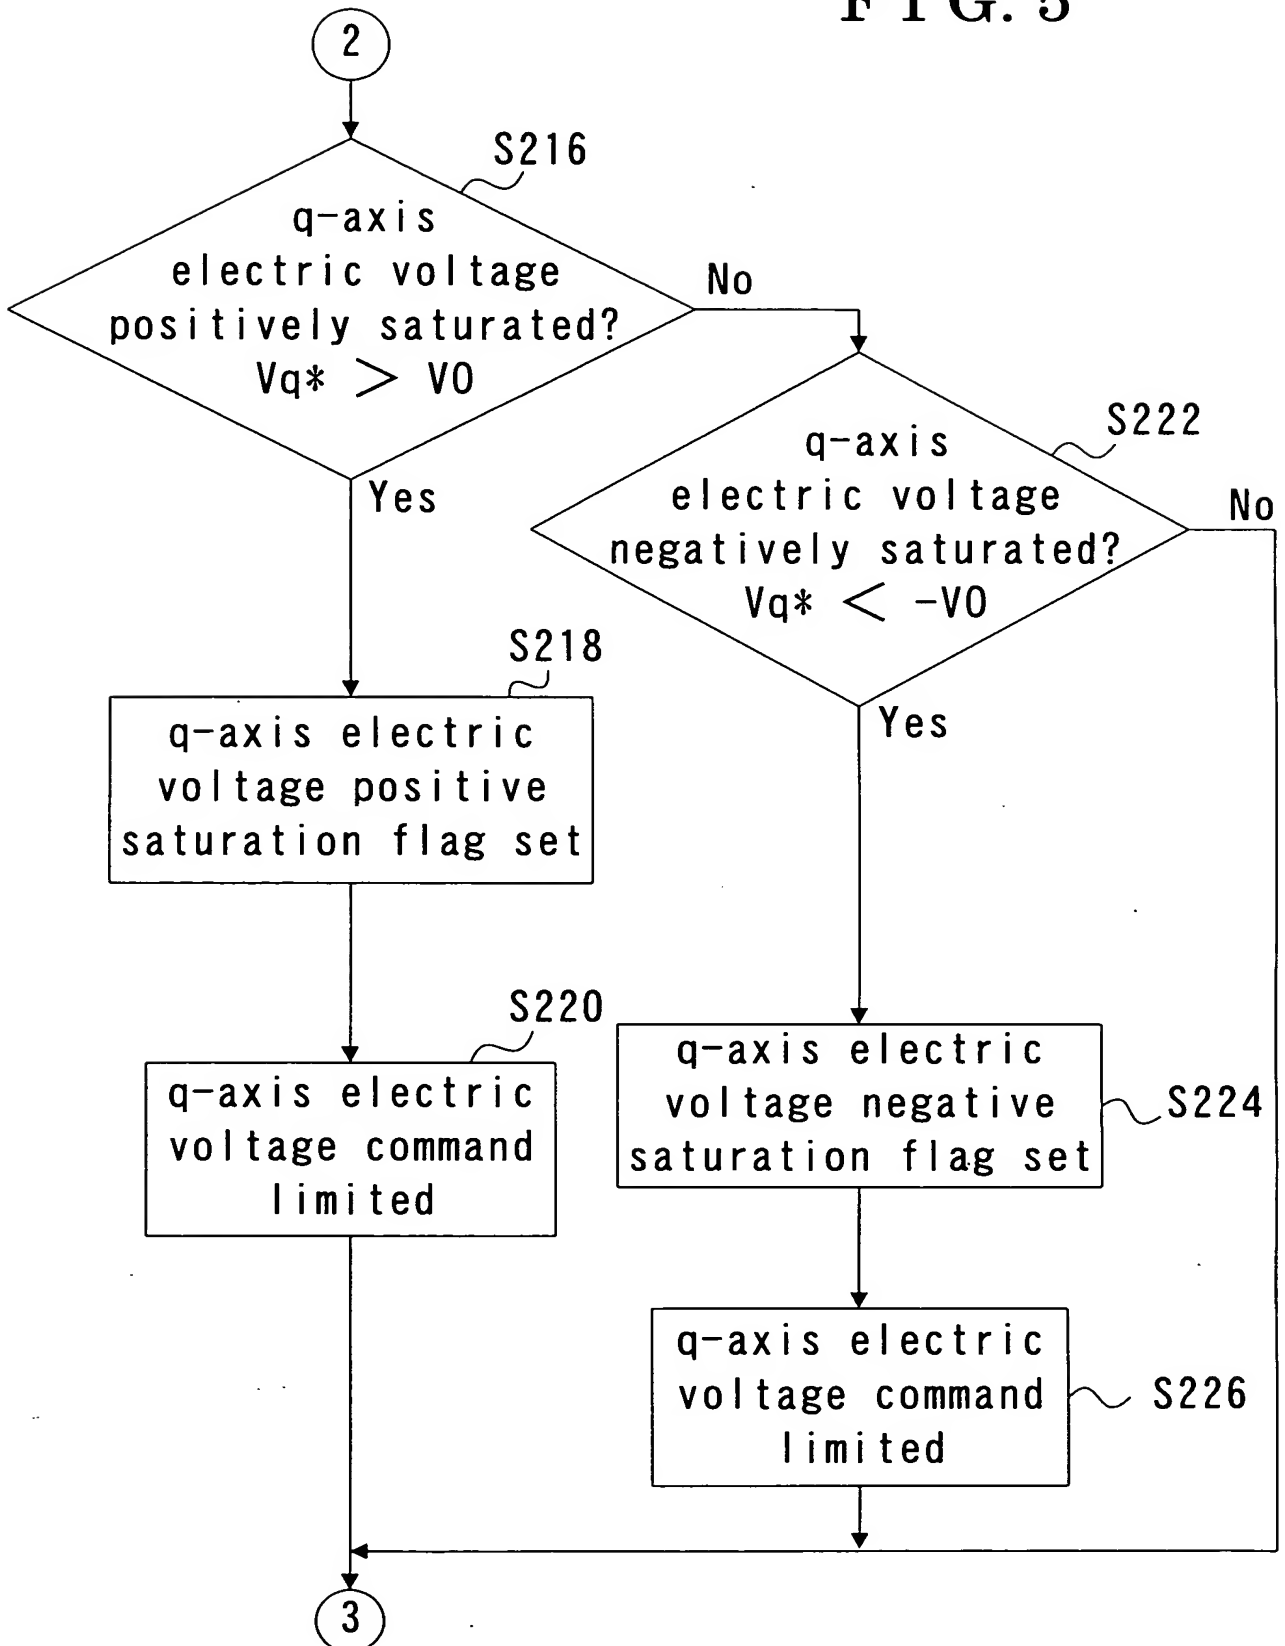 FIG. 5
2
S216
q-axis
electric voltage
positively saturated?
Vq* > V0
No
Yes
S222
q-axis
electric voltage
negatively saturated?
Vq* < -V0
No
Yes
S218
q-axis electric
voltage positive
saturation flag set
S220
q-axis electric
voltage command
limited
q-axis electric
voltage negative
saturation flag set
S224
q-axis electric
voltage command
limited
S226
3